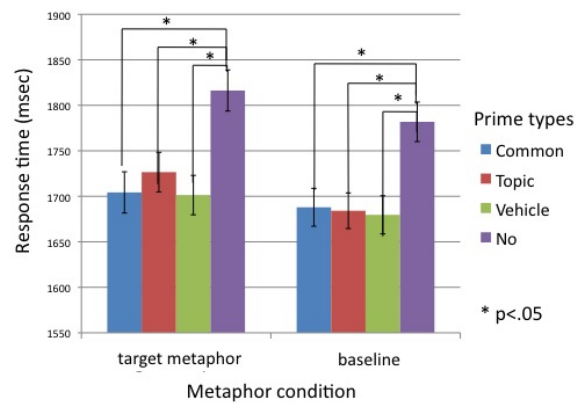 1900
1850
1800
1750
1700
1650
1600
1550
Response time (msec)
*
*
*
*
*
*
target metaphor
baseline
Metaphor condition
Prime types
Common
Topic
Vehicle
No
* p<.05